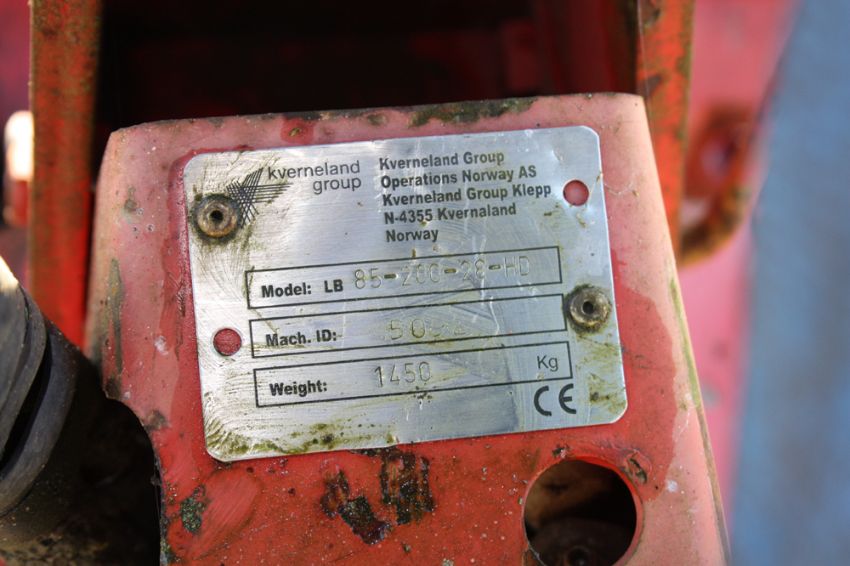 kverneland
group
Kverneland Group
Operations Norway AS
Kverneland Group Klepp
N-4355 Kvernaland
Norway
Model: LB 85-200-28-HD
Mach. ID:
Weight: 1450 Kg
CE